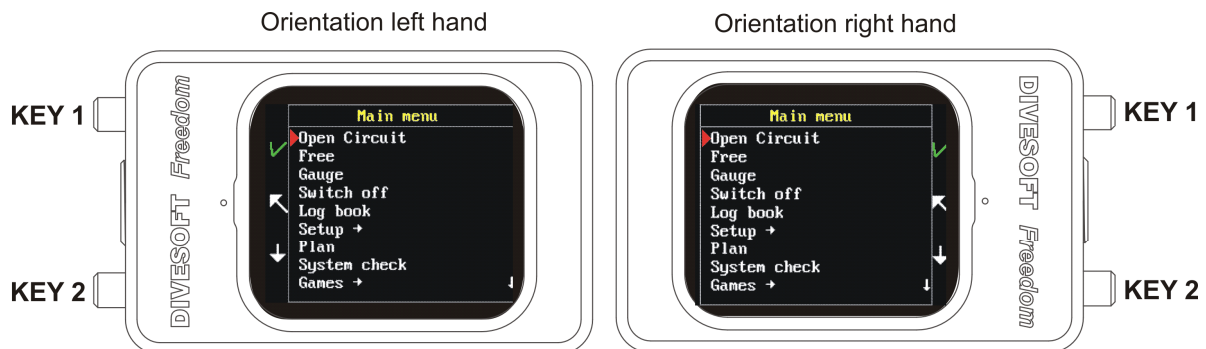 Orientation left hand
KEY 1
KEY 2
DIVESOFT Freedom
Main menu
Open Circuit
Free
Gauge
Switch off
Log book
Setup →
Plan
System check
Games →
Orientation right hand
Main menu
Open Circuit
Free
Gauge
Switch off
Log book
Setup →
Plan
System check
Games →
DIVESOFT Freedom
KEY 1
KEY 2